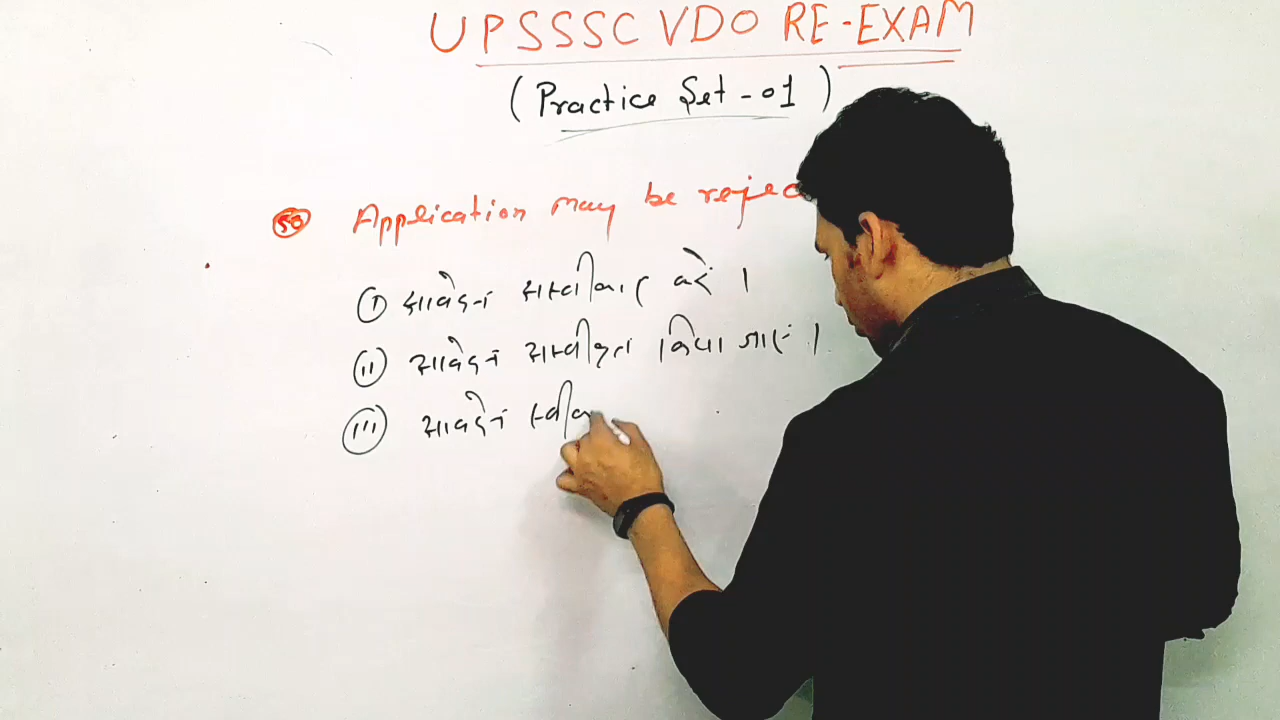 UPSSSC VDO RE-EXAM
(Practice Set-01)
50 Application may be rejec
(i) आवेदन अस्वीकार करें ।
(ii) आवेदन अस्वीकृत किया जाए ।
(iii) आवेदन स्वीक